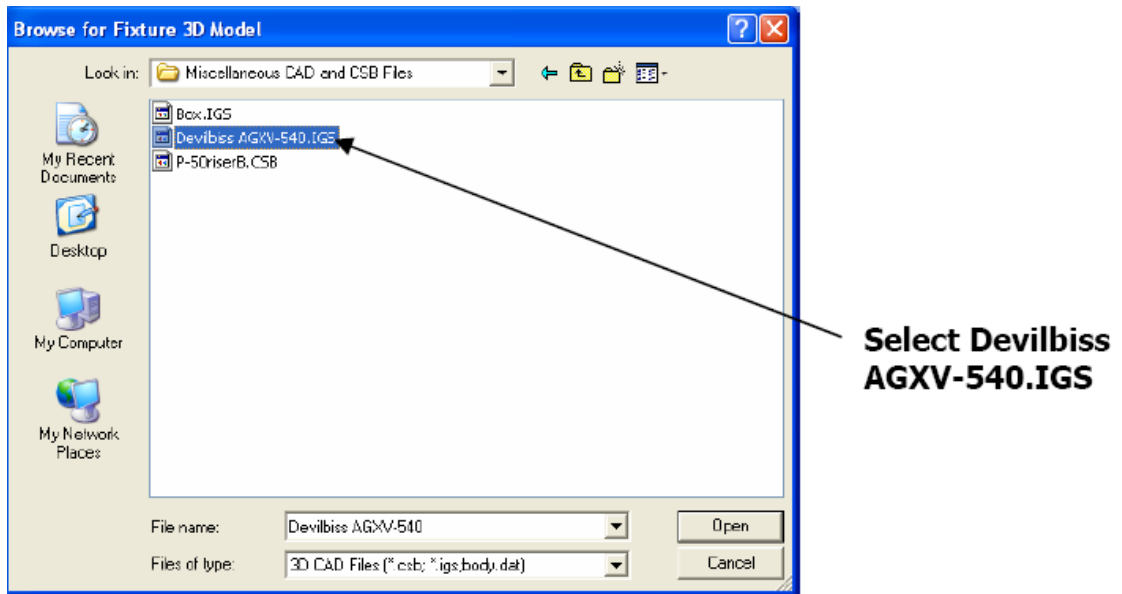 Browse for Fixture 3D Model
Look in: Miscellaneous CAD and CSB Files
Box.IGS
Devilbiss AGXV-540.IGS
P-50riserB.CSB
My Recent
Documents
Desktop
My Computer
My Network
Places
Select Devilbiss
AGXV-540.IGS
File name: Devilbiss AGXV-540 Open
Files of type: 3D CAD Files (*.csb; *.igs,body.dat) Cancel